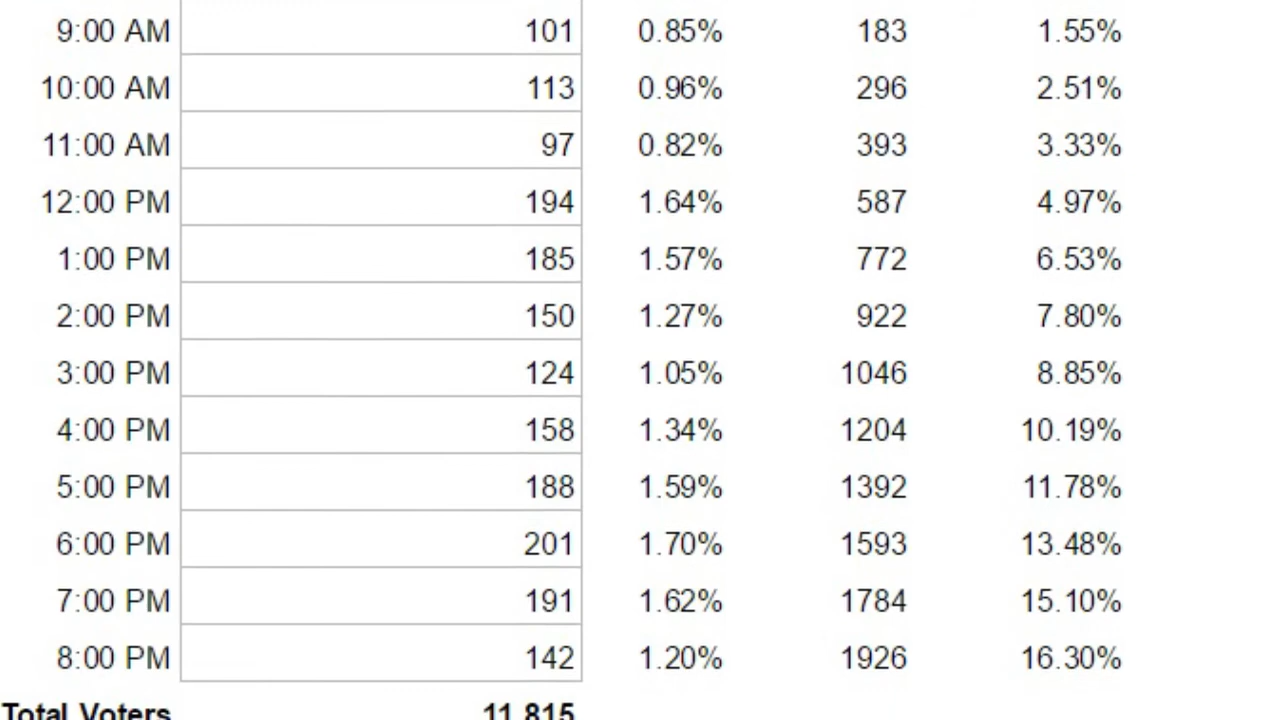 9:00 AM 101 0.85% 183 1.55%
10:00 AM 113 0.96% 296 2.51%
11:00 AM 97 0.82% 393 3.33%
12:00 PM 194 1.64% 587 4.97%
1:00 PM 185 1.57% 772 6.53%
2:00 PM 150 1.27% 922 7.80%
3:00 PM 124 1.05% 1046 8.85%
4:00 PM 158 1.34% 1204 10.19%
5:00 PM 188 1.59% 1392 11.78%
6:00 PM 201 1.70% 1593 13.48%
7:00 PM 191 1.62% 1784 15.10%
8:00 PM 142 1.20% 1926 16.30%
Total Voters 11,815